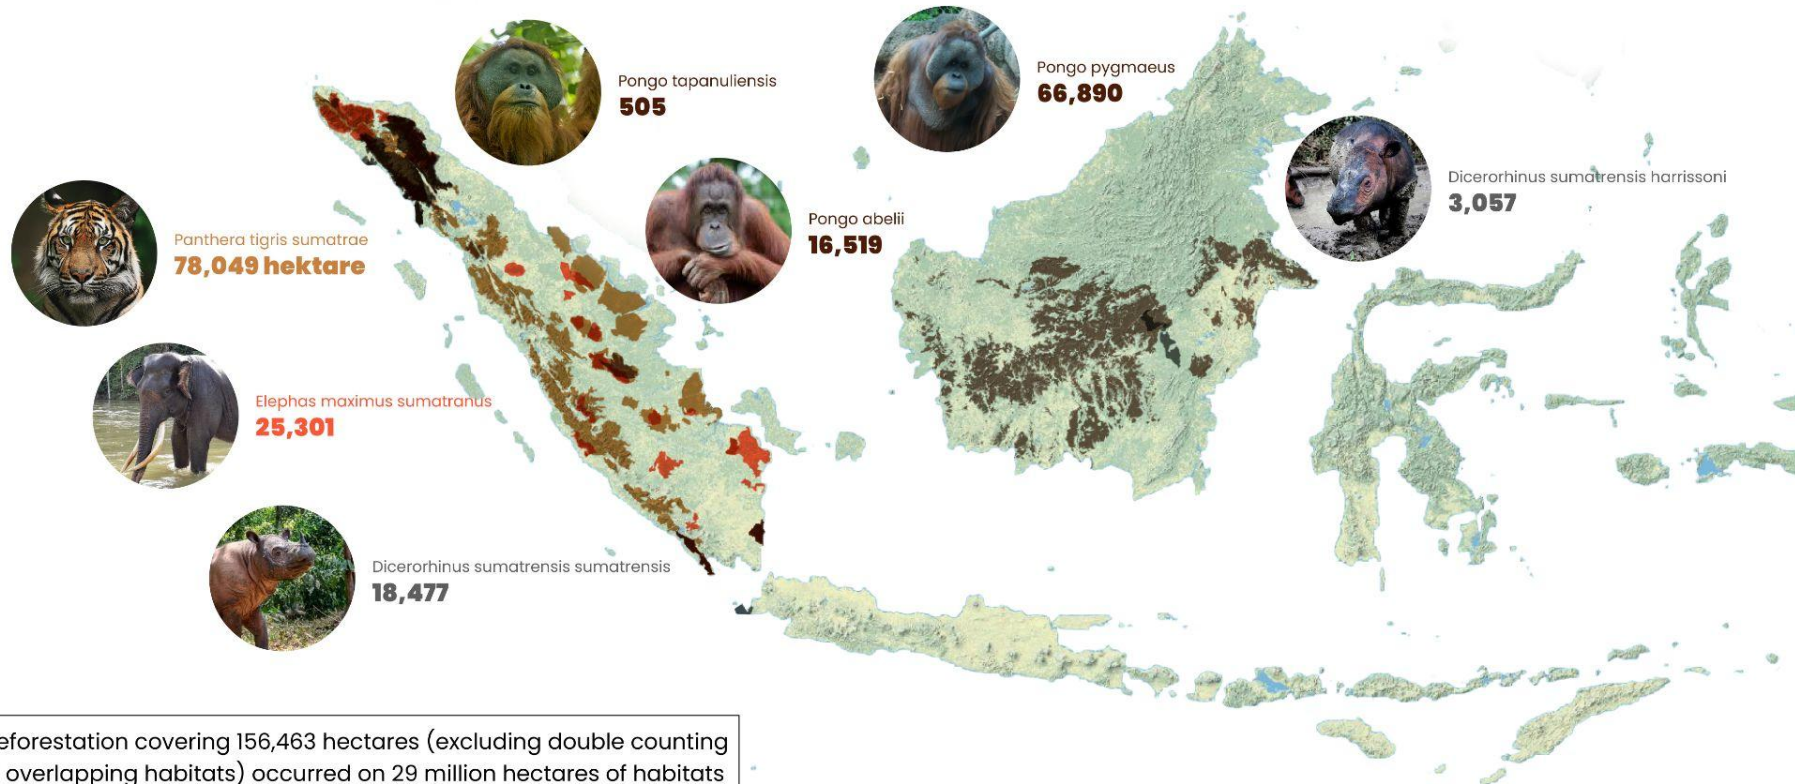 Pongo tapanuliensis
505
Pongo pygmaeus
66,890
Dicerorhinus sumatrensis harrissoni
3,057
Pongo abelii
16,519
Panthera tigris sumatrae
78,049 hektare
Elephas maximus sumatranus
25,301
Dicerorhinus sumatrensis sumatrensis
18,477
eforestation covering 156,463 hectares (excluding double counting
overlapping habitats) occurred on 29 million hectares of habitats